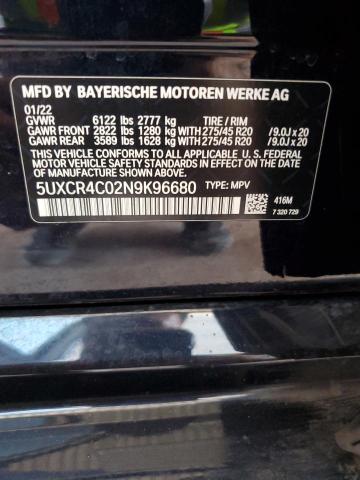 MFD BY BAYERISCHE MOTOREN WERKE AG
01/22
GVWR 6122 lbs 2777 kg TIRE / RIM
GAWR FRONT 2822 lbs 1280 kg WITH 275/45 R20 /9.0J x 20
GAWR REAR 3589 lbs 1628 kg WITH 275/45 R20 /9.0J x 20
THIS VEHICLE CONFORMS TO ALL APPLICABLE
U. S. FEDERAL MOTOR VEHICLE SAFETY
STANDARDS IN EFFECT ON THE DATE OF
MANUFACTURE SHOWN ABOVE.
5UXCR4C02N9K96680 TYPE: MPV
416M
7 320 729